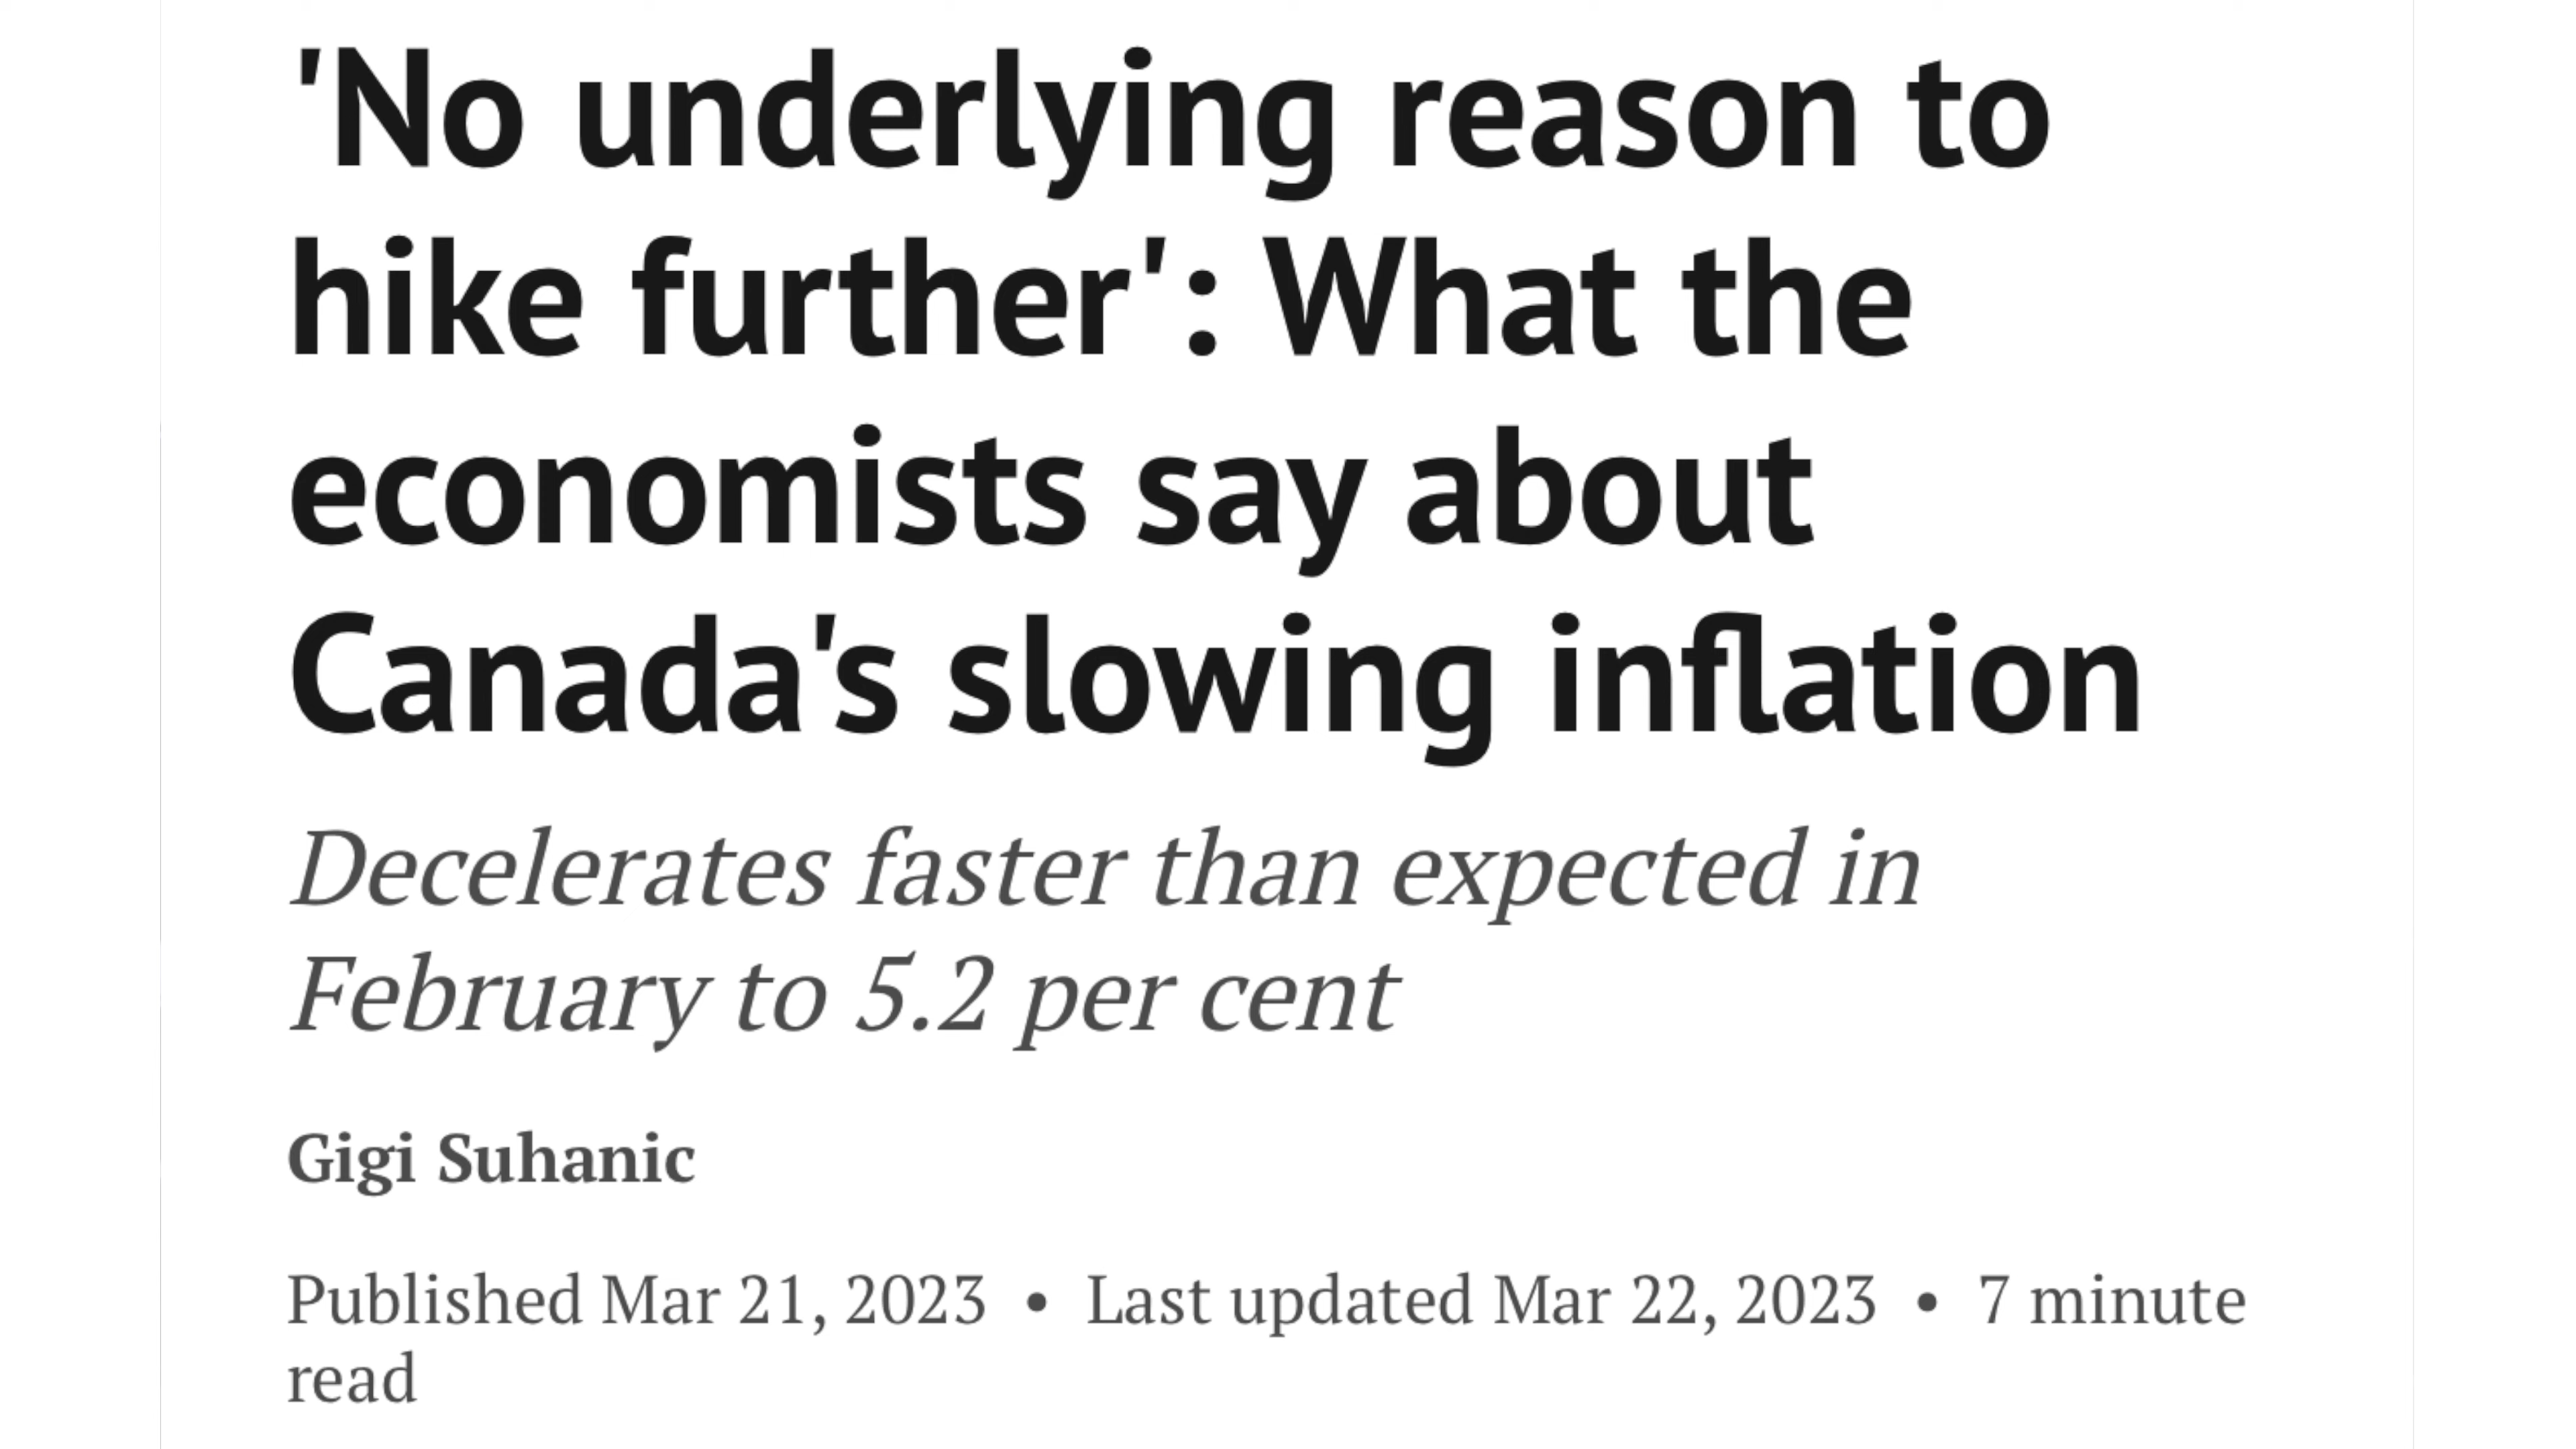 'No underlying reason to
hike further': What the
economists say about
Canada's slowing inflation
Decelerates faster than expected in
February to 5.2 per cent
Gigi Suhanic
Published Mar 21, 2023 • Last updated Mar 22, 2023 • 7 minute
read